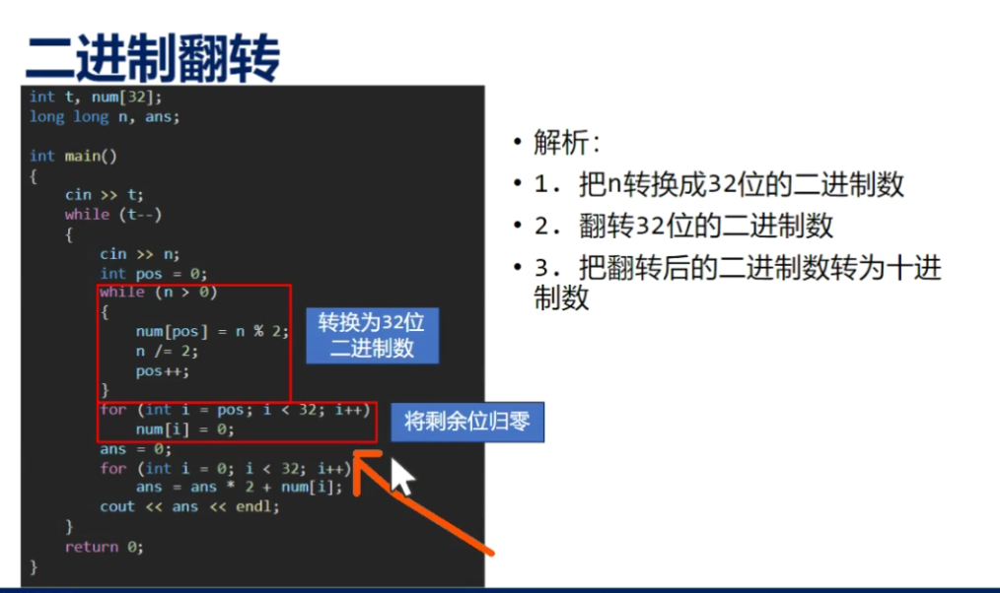 二进制翻转
int t, num[32];
long long n, ans;
int main()
{
cin >> t;
while (t--)
{
cin >> n;
int pos = 0;
while (n > 0)
{
num[pos] = n % 2;
n /= 2;
pos++;
}
for (int i = pos; i < 32; i++)
num[i] = 0;
ans = 0;
for (int i = 0; i < 32; i++)
ans = ans * 2 + num[i];
cout << ans << endl;
}
return 0;
}
转换为32位
二进制数
将剩余位归零
• 解析：
• 1. 把n转换成32位的二进制数
• 2. 翻转32位的二进制数
• 3. 把翻转后的二进制数转为十进
制数